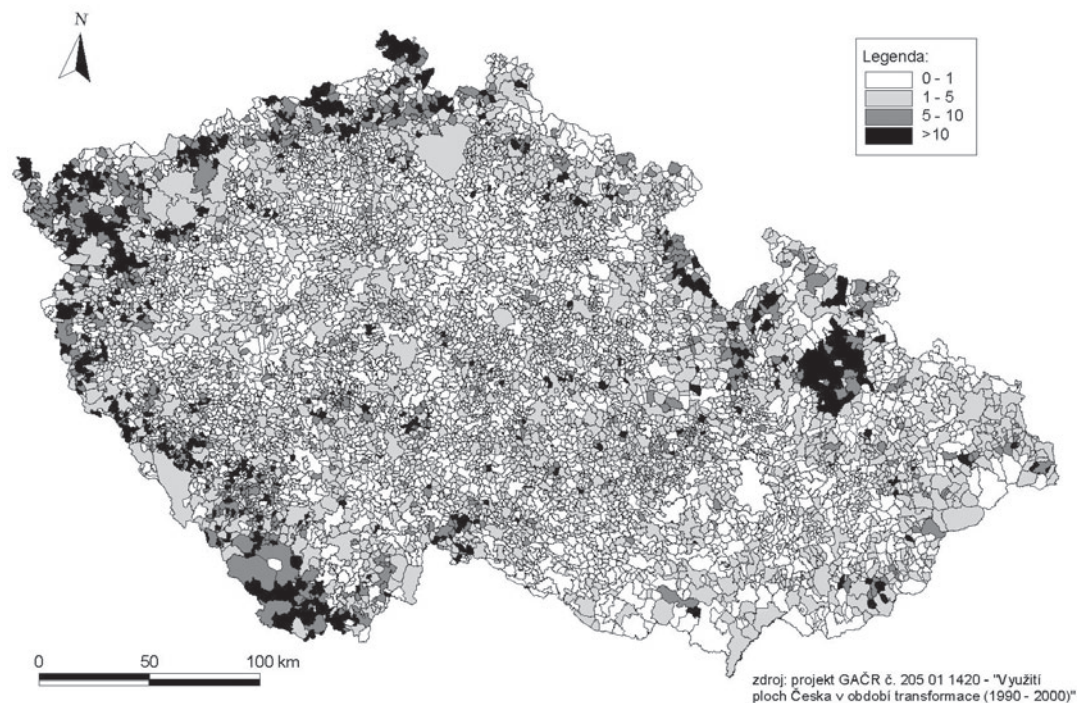 N
Legenda:
0 - 1
1 - 5
5 - 10
>10
0 50 100 km
zdroj: projekt GAČR č. 205 01 1420 - "Využití
ploch Česka v období transformace (1990 - 2000)"